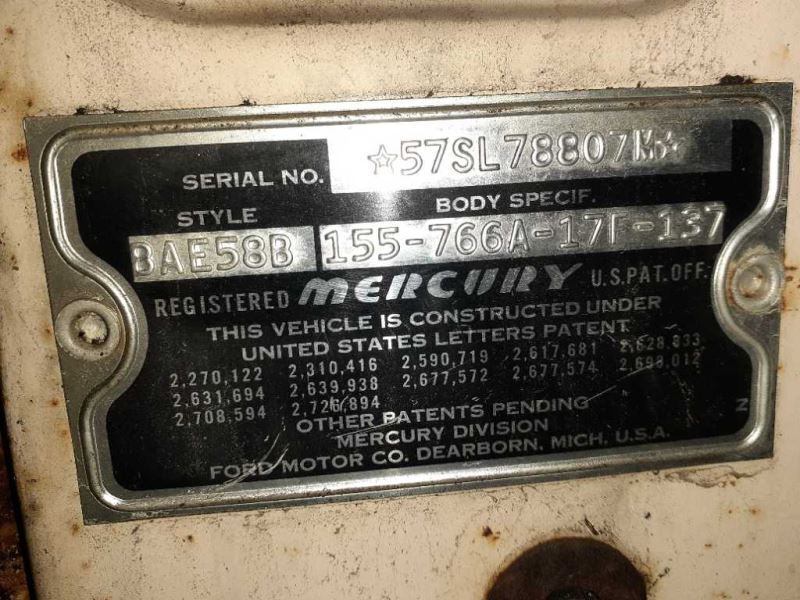 SERIAL NO. ☆57SL78807M☆
STYLE BODY SPECIF.
8AE58B 155-766A-17F-137
REGISTERED MERCURY U.S. PAT. OFF.
THIS VEHICLE IS CONSTRUCTED UNDER
UNITED STATES LETTERS PATENT
2,270,122 2,310,416 2,590,719 2,617,681 2,628,833
2,631,694 2,639,938 2,677,572 2,677,574 2,698,012
2,708,594 2,726,894
OTHER PATENTS PENDING
MERCURY DIVISION
FORD MOTOR CO. DEARBORN, MICH. U.S.A.
Z